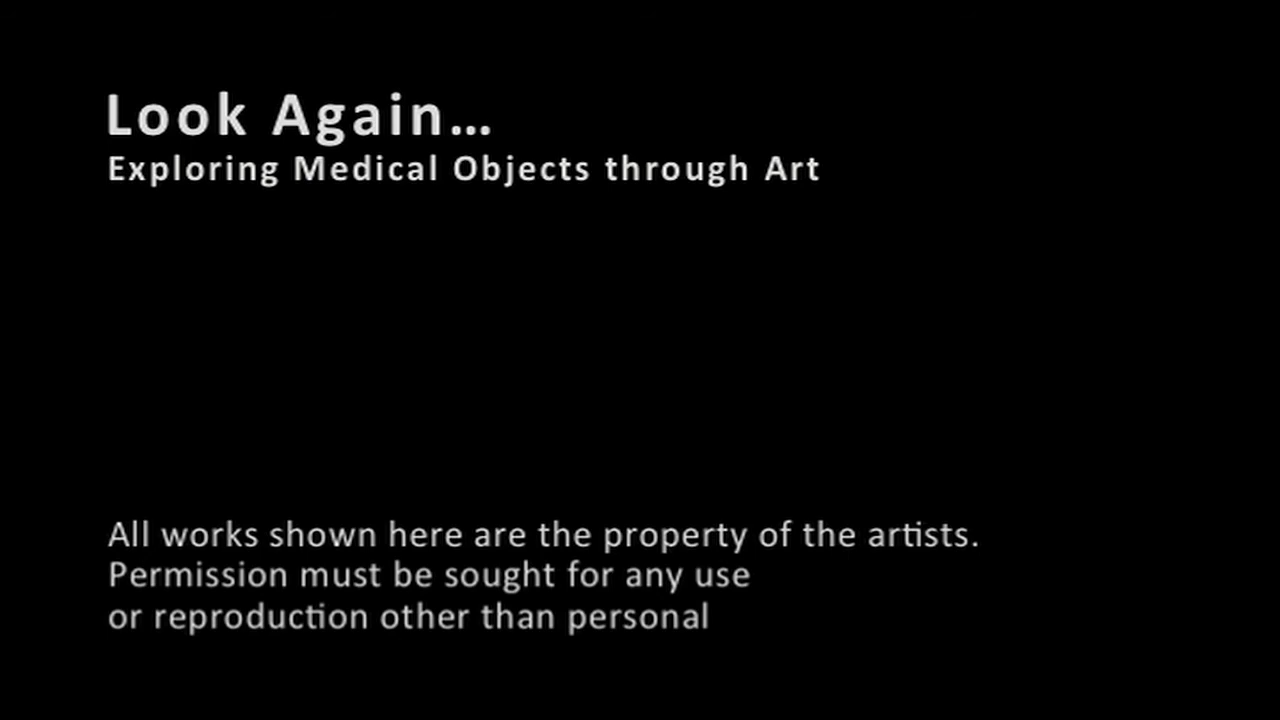 Look Again…
Exploring Medical Objects through Art
All works shown here are the property of the artists.
Permission must be sought for any use
or reproduction other than personal